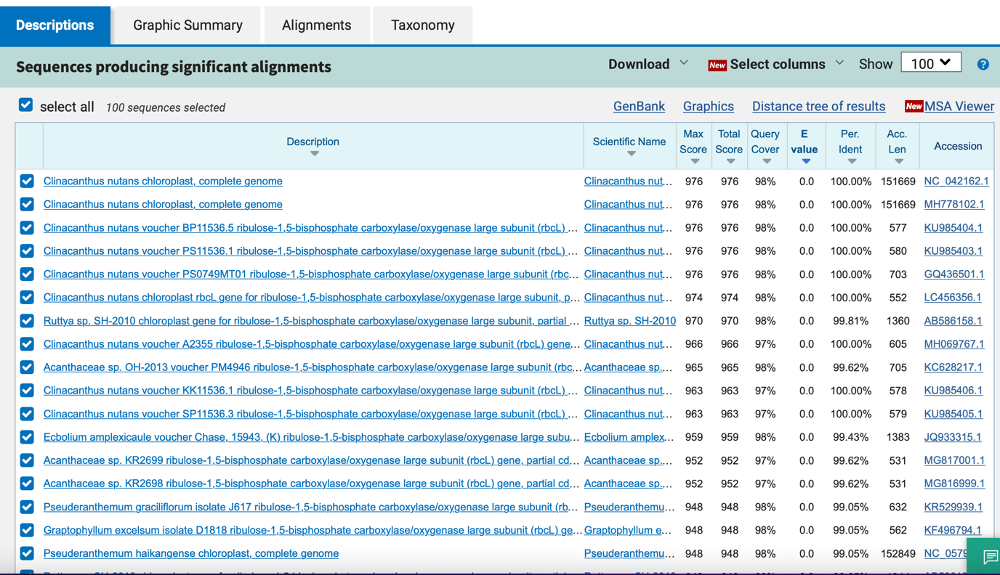 Descriptions Graphic Summary Alignments Taxonomy
Sequences producing significant alignments Download New Select columns Show 100 ?
select all 100 sequences selected GenBank Graphics Distance tree of results New MSA Viewer
Description Scientific Name Max Score Total Score Query Cover E value Per. Ident Acc. Len Accession
Clinacanthus nutans chloroplast, complete genome Clinacanthus nut... 976 976 98% 0.0 100.00% 151669 NC_042162.1
Clinacanthus nutans chloroplast, complete genome Clinacanthus nut... 976 976 98% 0.0 100.00% 151669 MH778102.1
Clinacanthus nutans voucher BP11536.5 ribulose-1,5-bisphosphate carboxylase/oxygenase large subunit (rbcL) ... Clinacanthus nut... 976 976 98% 0.0 100.00% 577 KU985404.1
Clinacanthus nutans voucher PS11536.1 ribulose-1,5-bisphosphate carboxylase/oxygenase large subunit (rbcL) ... Clinacanthus nut... 976 976 98% 0.0 100.00% 580 KU985403.1
Clinacanthus nutans voucher PS0749MT01 ribulose-1,5-bisphosphate carboxylase/oxygenase large subunit (rbc... Clinacanthus nut... 976 976 98% 0.0 100.00% 703 GQ436501.1
Clinacanthus nutans chloroplast rbcL gene for ribulose-1,5-bisphosphate carboxylase/oxygenase large subunit, p... Clinacanthus nut... 974 974 98% 0.0 100.00% 552 LC456356.1
Ruttya sp. SH-2010 chloroplast gene for ribulose-1,5-bisphosphate carboxylase/oxygenase large subunit, partial ... Ruttya sp. SH-2010 970 970 98% 0.0 99.81% 1360 AB586158.1
Clinacanthus nutans voucher A2355 ribulose-1,5-bisphosphate carboxylase/oxygenase large subunit (rbcL) gene... Clinacanthus nut... 966 966 97% 0.0 100.00% 605 MH069767.1
Acanthaceae sp. OH-2013 voucher PM4946 ribulose-1,5-bisphosphate carboxylase/oxygenase large subunit (rbc... Acanthaceae sp.... 965 965 98% 0.0 99.62% 705 KC628217.1
Clinacanthus nutans voucher KK11536.1 ribulose-1,5-bisphosphate carboxylase/oxygenase large subunit (rbcL) ... Clinacanthus nut... 963 963 97% 0.0 100.00% 578 KU985406.1
Clinacanthus nutans voucher SP11536.3 ribulose-1,5-bisphosphate carboxylase/oxygenase large subunit (rbcL) ... Clinacanthus nut... 963 963 97% 0.0 100.00% 579 KU985405.1
Ecbolium amplexicaule voucher Chase, 15943, (K) ribulose-1,5-bisphosphate carboxylase/oxygenase large subu... Ecbolium amplex... 959 959 98% 0.0 99.43% 1383 JQ933315.1
Acanthaceae sp. KR2699 ribulose-1,5-bisphosphate carboxylase/oxygenase large subunit (rbcL) gene, partial cd... Acanthaceae sp.... 952 952 97% 0.0 99.62% 531 MG817001.1
Acanthaceae sp. KR2698 ribulose-1,5-bisphosphate carboxylase/oxygenase large subunit (rbcL) gene, partial cd... Acanthaceae sp.... 952 952 97% 0.0 99.62% 531 MG816999.1
Pseuderanthemum graciliflorum isolate J617 ribulose-1,5-bisphosphate carboxylase/oxygenase large subunit (rb... Pseuderanthemu... 948 948 98% 0.0 99.05% 632 KR529939.1
Graptophyllum excelsum isolate D1818 ribulose-1,5-bisphosphate carboxylase/oxygenase large subunit (rbcL) ge... Graptophyllum e... 948 948 98% 0.0 99.05% 562 KF496794.1
Pseuderanthemum haikangense chloroplast, complete genome Pseuderanthemu... 948 948 98% 0.0 99.05% 152849 NC_057